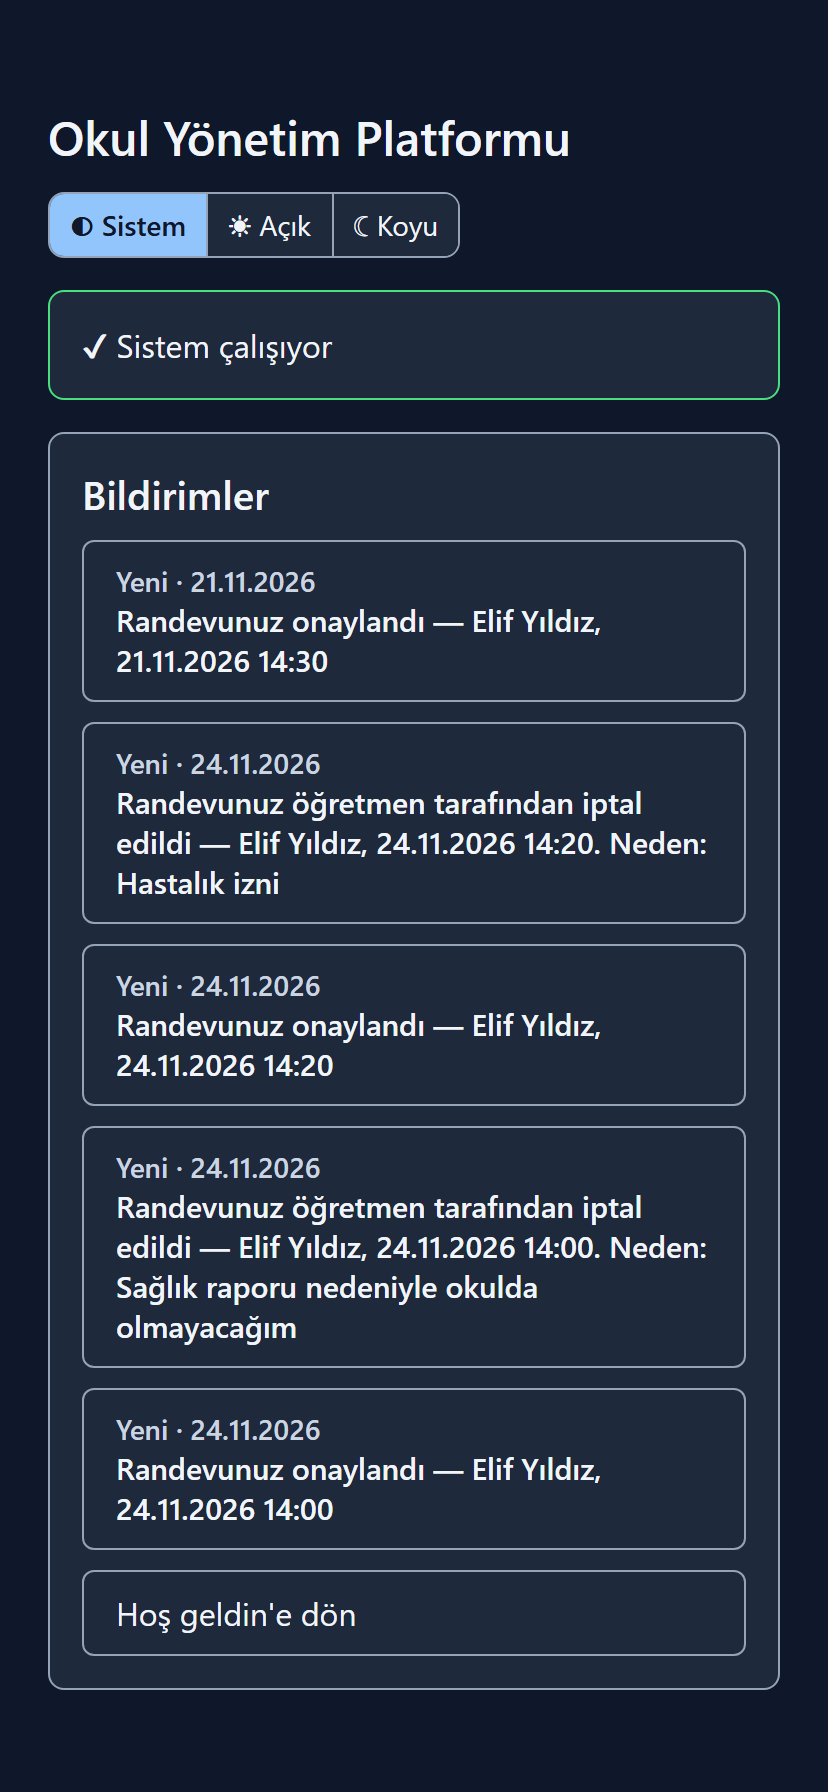 Okul Yönetim Platformu
◐ Sistem
☀ Açık
☾ Koyu
✓ Sistem çalışıyor
Bildirimler
Yeni · 21.11.2026
Randevunuz onaylandı — Elif Yıldız,
21.11.2026 14:30
Yeni · 24.11.2026
Randevunuz öğretmen tarafından iptal
edildi — Elif Yıldız, 24.11.2026 14:20. Neden:
Hastalık izni
Yeni · 24.11.2026
Randevunuz onaylandı — Elif Yıldız,
24.11.2026 14:20
Yeni · 24.11.2026
Randevunuz öğretmen tarafından iptal
edildi — Elif Yıldız, 24.11.2026 14:00. Neden:
Sağlık raporu nedeniyle okulda
olmayacağım
Yeni · 24.11.2026
Randevunuz onaylandı — Elif Yıldız,
24.11.2026 14:00
Hoş geldin'e dön